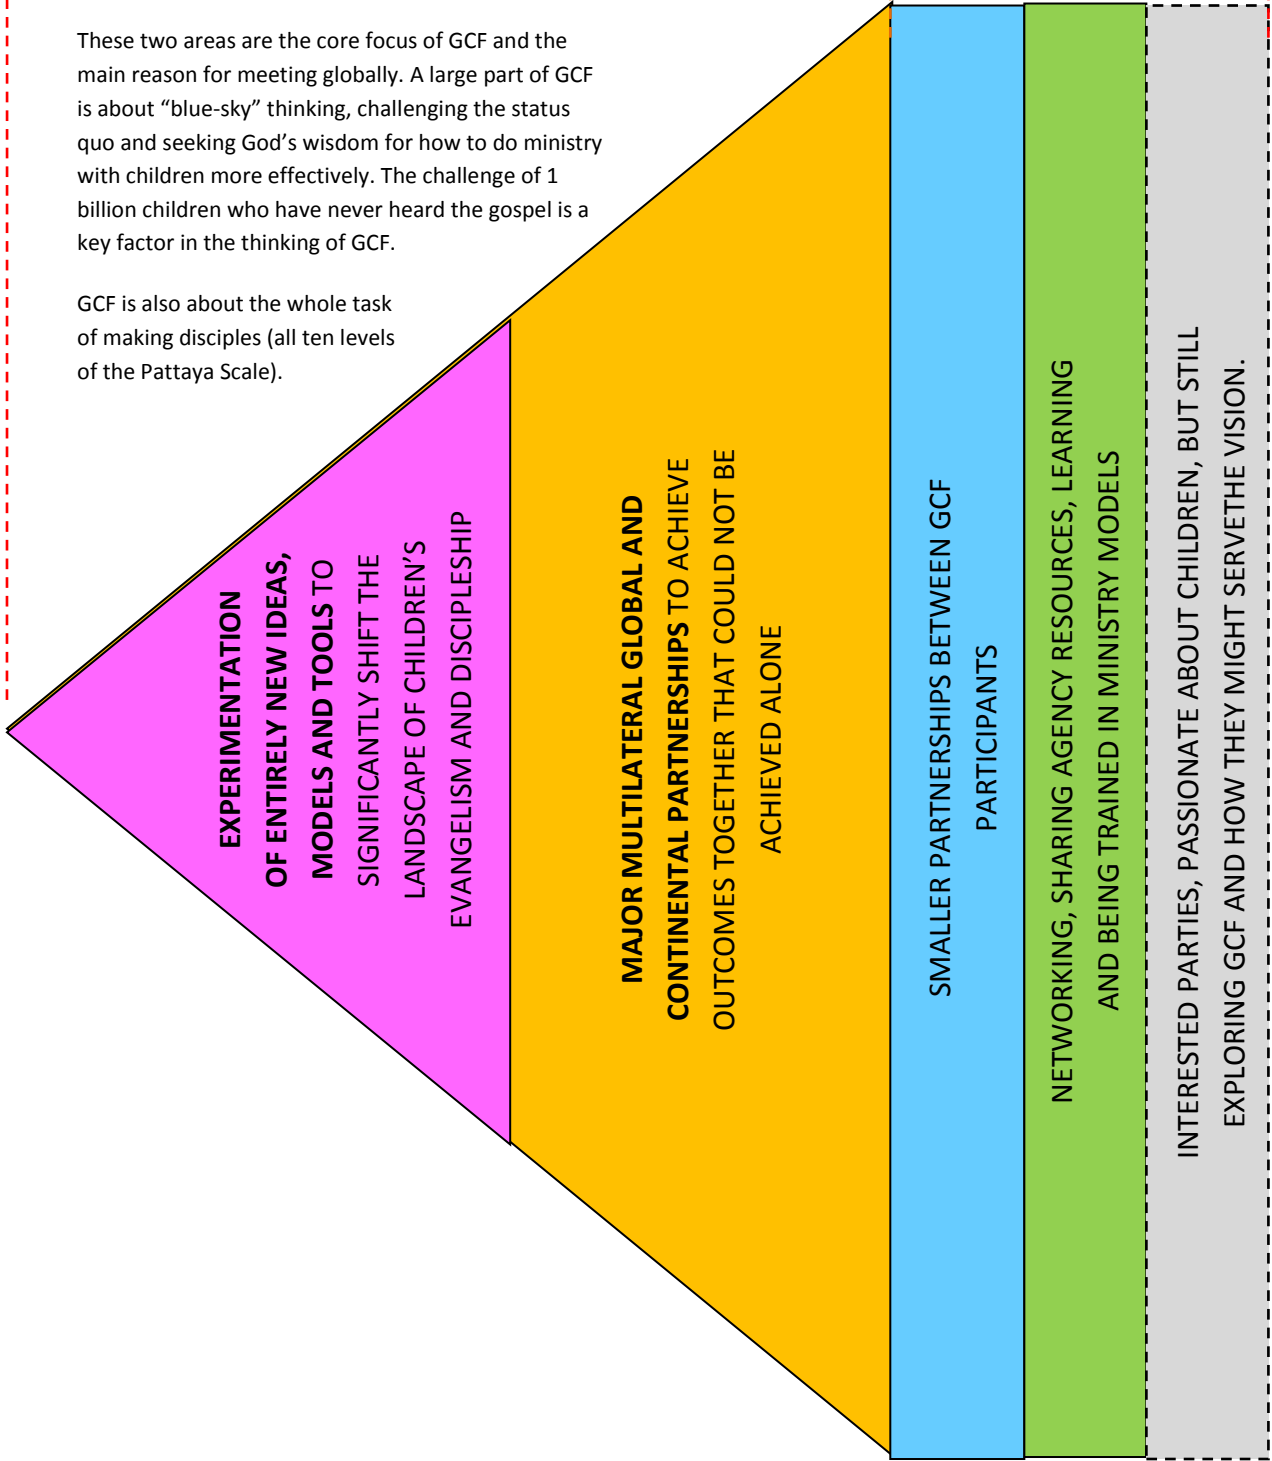 These two areas are the core focus of GCF and the
main reason for meeting globally. A large part of GCF
is about “blue-sky” thinking, challenging the status
quo and seeking God’s wisdom for how to do ministry
with children more effectively. The challenge of 1
billion children who have never heard the gospel is a
key factor in the thinking of GCF.
GCF is also about the whole task
of making disciples (all ten levels
of the Pattaya Scale).
EXPERIMENTATION
OF ENTIRELY NEW IDEAS,
MODELS AND TOOLS TO
SIGNIFICANTLY SHIFT THE
LANDSCAPE OF CHILDREN’S
EVANGELISM AND DISCIPLESHIP
MAJOR MULTILATERAL GLOBAL AND
CONTINENTAL PARTNERSHIPS TO ACHIEVE
OUTCOMES TOGETHER THAT COULD NOT BE
ACHIEVED ALONE
SMALLER PARTNERSHIPS BETWEEN GCF
PARTICIPANTS
NETWORKING, SHARING AGENCY RESOURCES, LEARNING
AND BEING TRAINED IN MINISTRY MODELS
INTERESTED PARTIES, PASSIONATE ABOUT CHILDREN, BUT STILL
EXPLORING GCF AND HOW THEY MIGHT SERVETHE VISION.